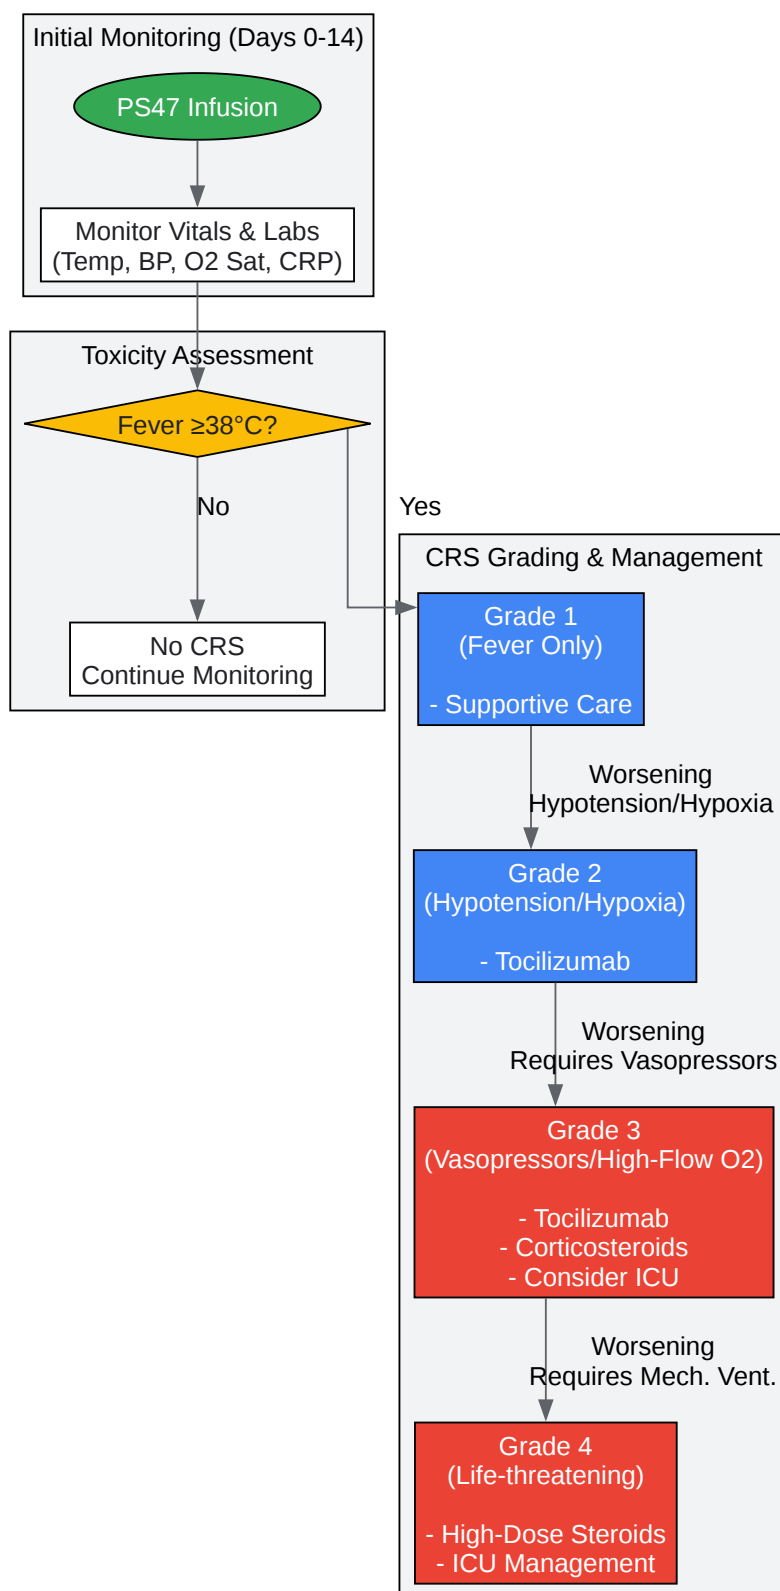 Initial Monitoring (Days 0-14)
PS47 Infusion
Monitor Vitals & Labs
(Temp, BP, O2 Sat, CRP)
Toxicity Assessment
Fever ≥38°C?
No
Yes
No CRS
Continue Monitoring
CRS Grading & Management
Grade 1
(Fever Only)
- Supportive Care
Worsening
Hypotension/Hypoxia
Grade 2
(Hypotension/Hypoxia)
- Tocilizumab
Worsening
Requires Vasopressors
Grade 3
(Vasopressors/High-Flow O2)
- Tocilizumab
- Corticosteroids
- Consider ICU
Worsening
Requires Mech. Vent.
Grade 4
(Life-threatening)
- High-Dose Steroids
- ICU Management